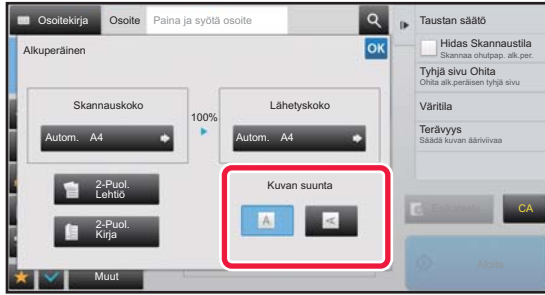 Osoitekirja
Osoite
Paina ja syötä osoite
Alkuperäinen
OK
Skannauskoko
100%
Lähetyskoko
Autom. A4
Autom. A4
2-Puol.
Lehtiö
2-Puol.
Kirja
Kuvan suunta
A
A
Muut
Taustan säätö
Hidas Skannaustila
Skannaa ohutpap. alk.per.
Tyhjä sivu Ohita
Ohita alk.peräisen tyhjä sivu
Väritila
Terävyys
Säädä kuvan ääriviivaa
CA